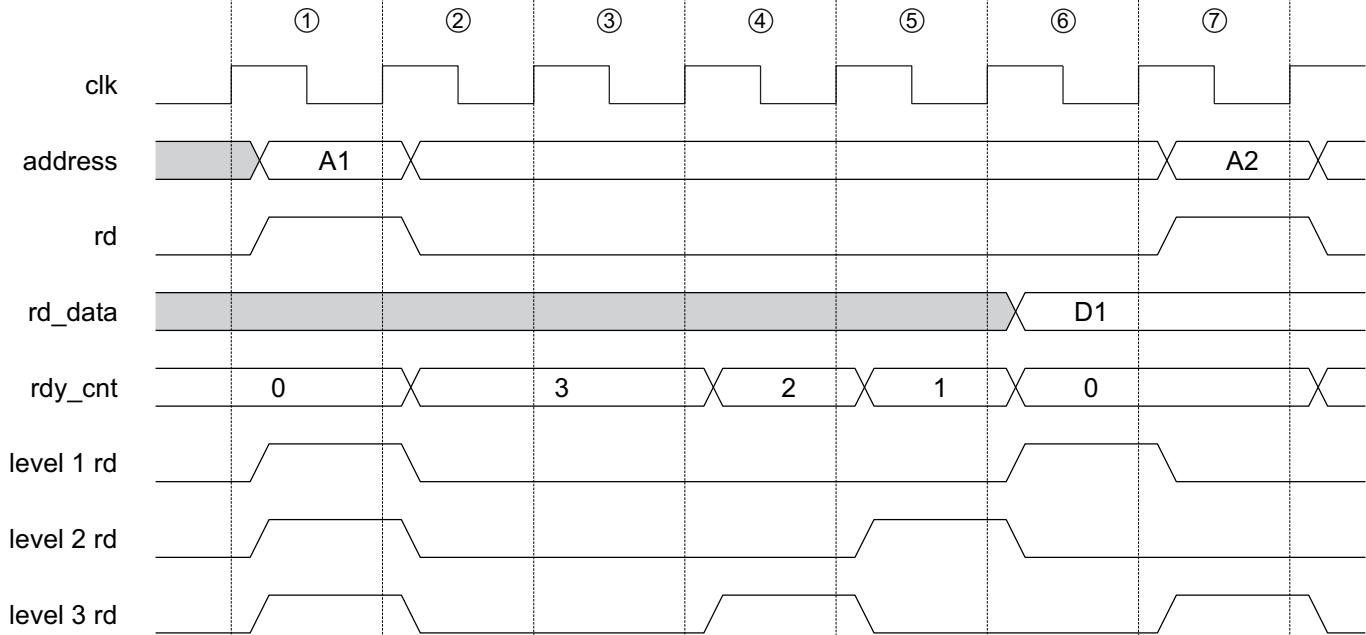 ① ② ③ ④ ⑤ ⑥ ⑦
clk
address A1 A2
rd
rd_data D1
rdy_cnt 0 3 2 1 0
level 1 rd
level 2 rd
level 3 rd